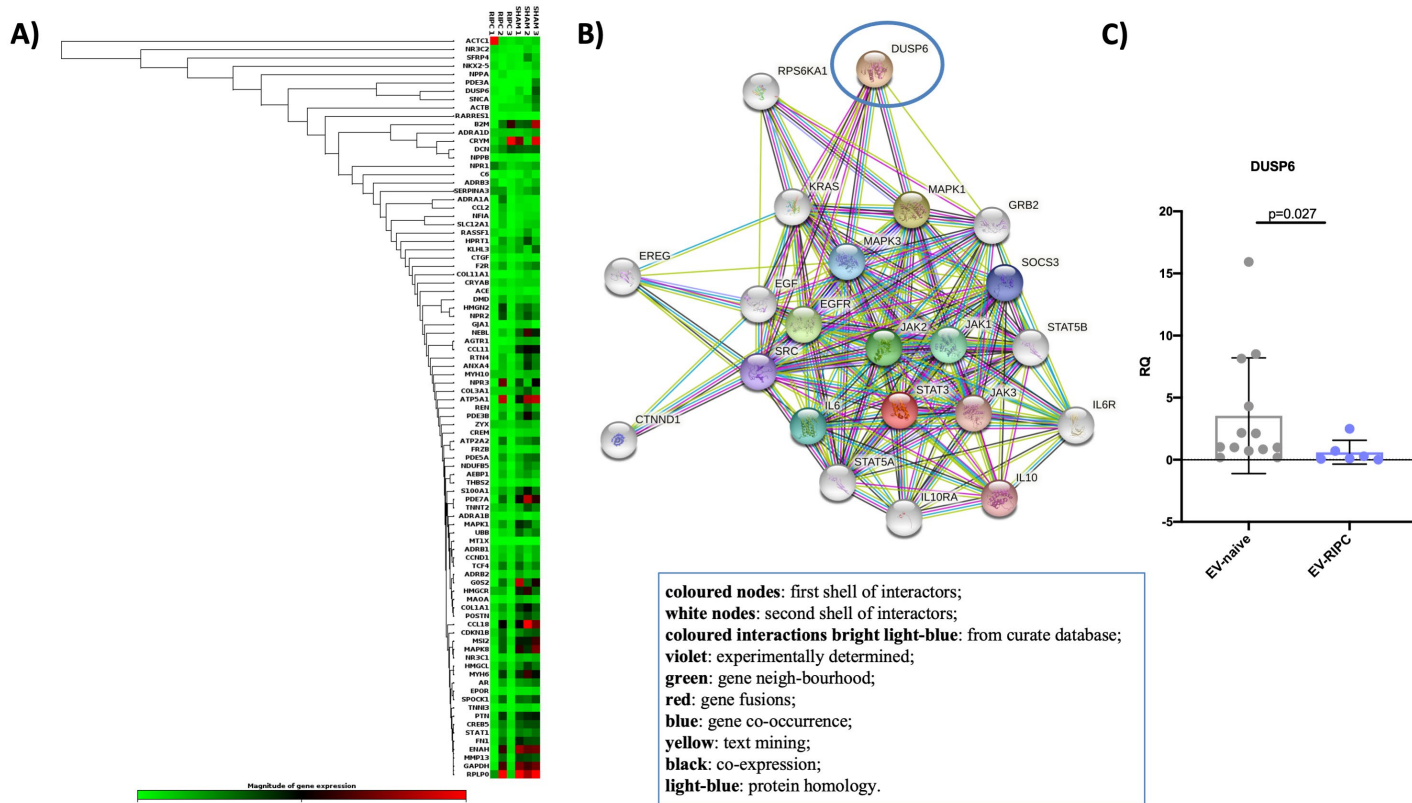 A)
RIPC 1
RIPC 2
RIPC 3
SHAM 1
SHAM 2
SHAM 3
ACTC1
NR3C2
SFRP4
NKX2-5
NPPA
PDE3A
DUSP6
SNCA
ACTB
RARRES1
B2M
ADRA1D
CRYM
DCN
NPPB
NPR1
C6
ADRB3
SERPINA3
ADRA1A
CCL2
NFIA
SLC12A1
RASSF1
HPRT1
KLHL3
CTGF
F2R
COL11A1
CRYAB
ACE
DMD
HMGN2
NPR2
GJA1
NEBL
AGTR1
CCL11
RTN4
ANXA4
MYH10
NPR3
COL3A1
ATP5A1
REN
PDE3B
ZYX
CREM
ATP2A2
FRZB
PDE5A
NDUFB5
AEBP1
THBS2
S100A1
PDE7A
TNNT2
ADRA1B
MAPK1
UBB
MT1X
ADRB1
CCND1
TCF4
ADRB2
G0S2
HMGCR
MAOA
COL1A1
POSTN
CCL18
CDKN1B
MSI2
MAPK8
NR3C1
HMGCL
MYH6
AR
EPOR
SPOCK1
TNNI3
PTN
CREB5
STAT1
FN1
ENAH
MMP13
GAPDH
RPLP0
Magnitude of gene expression
B)
DUSP6
RPS6KA1
KRAS
MAPK1
GRB2
MAPK3
SOCS3
EREG
EGF
EGFR
JAK2
JAK1
STAT5B
SRC
STAT3
JAK3
IL6
IL6R
CTNND1
STAT5A
IL10
IL10RA
coloured nodes: first shell of interactors;
white nodes: second shell of interactors;
coloured interactions bright light-blue: from curate database;
violet: experimentally determined;
green: gene neigh-bourhood;
red: gene fusions;
blue: gene co-occurrence;
yellow: text mining;
black: co-expression;
light-blue: protein homology.
C)
DUSP6
p=0.027
RQ
20
15
10
5
0
-5
EV-naive
EV-RIPC